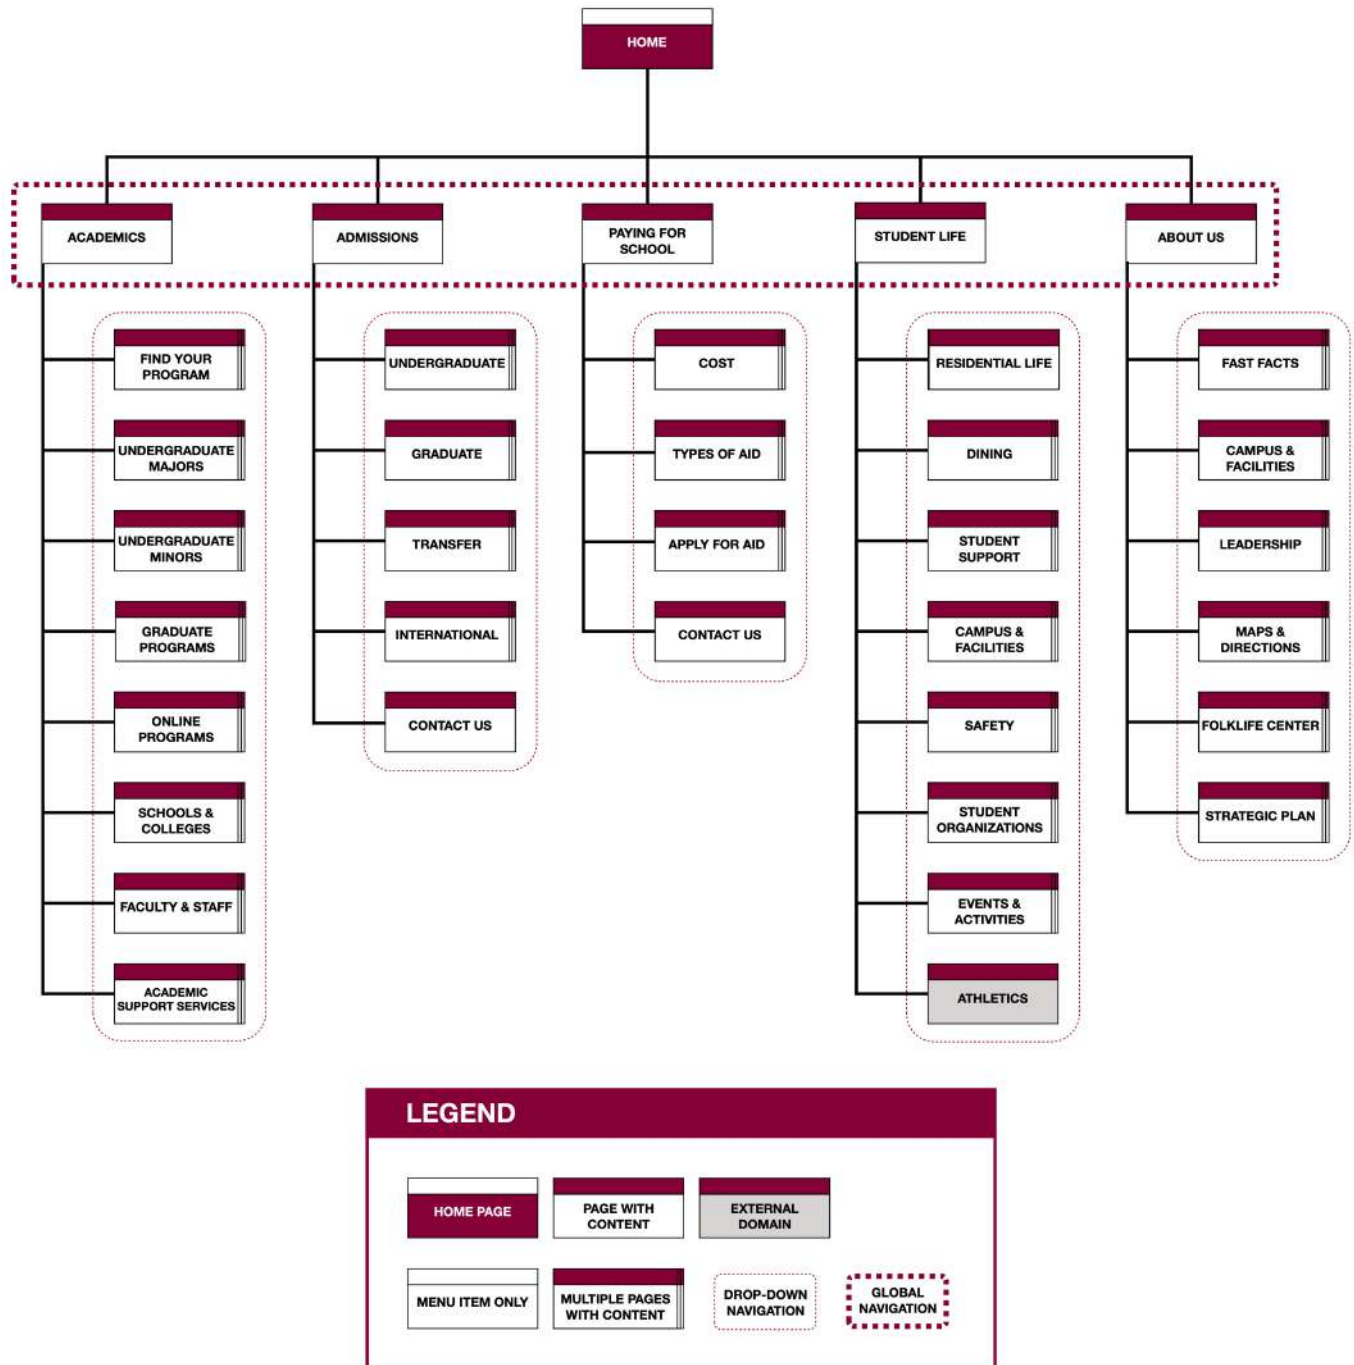 HOME
ACADEMICS
ADMISSIONS
PAYING FOR
SCHOOL
STUDENT LIFE
ABOUT US
FIND YOUR
PROGRAM
UNDERGRADUATE
MAJORS
UNDERGRADUATE
MINORS
GRADUATE
PROGRAMS
ONLINE
PROGRAMS
SCHOOLS &
COLLEGES
FACULTY & STAFF
ACADEMIC
SUPPORT SERVICES
UNDERGRADUATE
GRADUATE
TRANSFER
INTERNATIONAL
CONTACT US
COST
TYPES OF AID
APPLY FOR AID
CONTACT US
RESIDENTIAL LIFE
DINING
STUDENT
SUPPORT
CAMPUS &
FACILITIES
SAFETY
STUDENT
ORGANIZATIONS
EVENTS &
ACTIVITIES
ATHLETICS
FAST FACTS
CAMPUS &
FACILITIES
LEADERSHIP
MAPS &
DIRECTIONS
FOLKLIFE CENTER
STRATEGIC PLAN
LEGEND
HOME PAGE
PAGE WITH
CONTENT
EXTERNAL
DOMAIN
MENU ITEM ONLY
MULTIPLE PAGES
WITH CONTENT
DROP-DOWN
NAVIGATION
GLOBAL
NAVIGATION